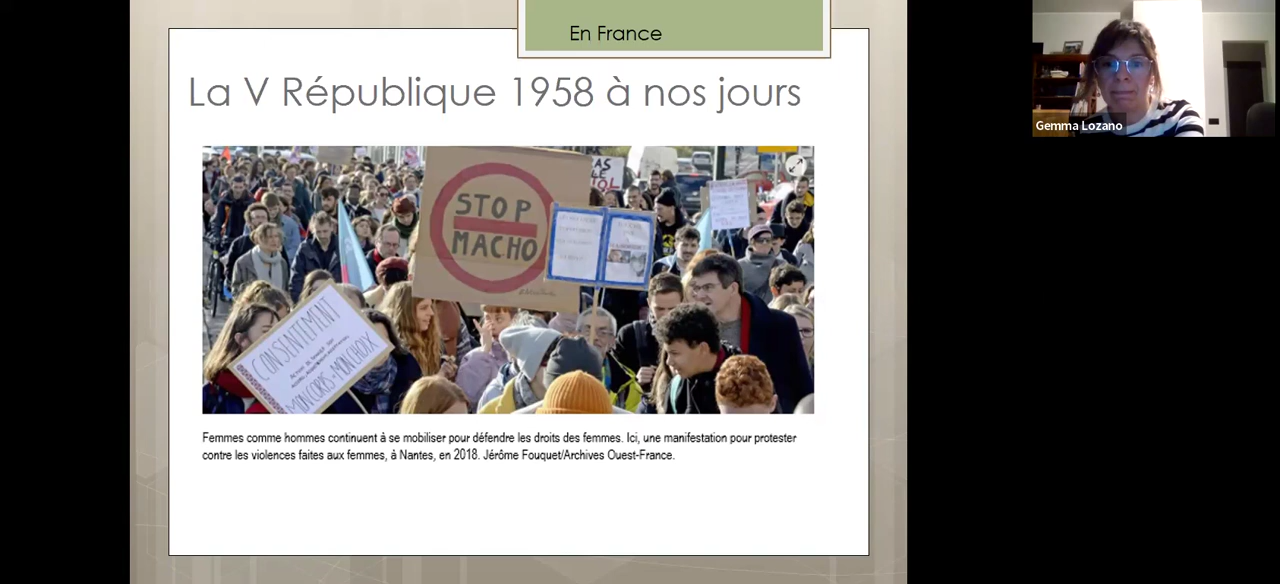 En France
La V République 1958 à nos jours
STOP
MACHO
CONSENTEMENT
MON CORPS = MON CHOIX
Femmes comme hommes continuent à se mobiliser pour défendre les droits des femmes. Ici, une manifestation pour protester
contre les violences faites aux femmes, à Nantes, en 2018. Jérôme Fouquet/Archives Ouest-France.
Gemma Lozano